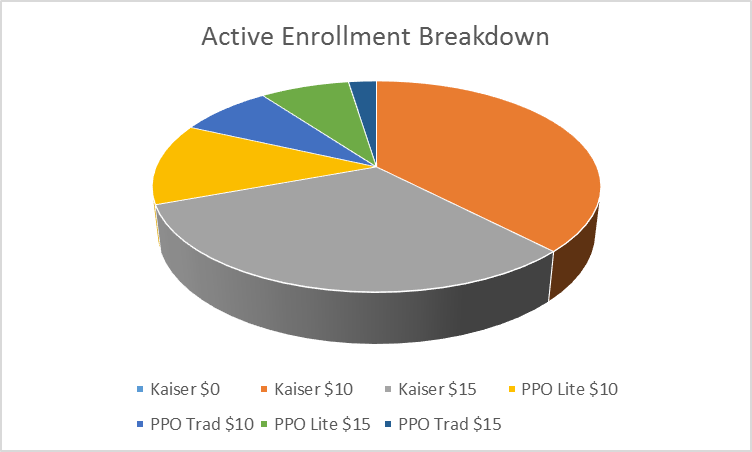 Active Enrollment Breakdown
Kaiser $0 Kaiser $10 Kaiser $15 PPO Lite $10
PPO Trad $10 PPO Lite $15 PPO Trad $15